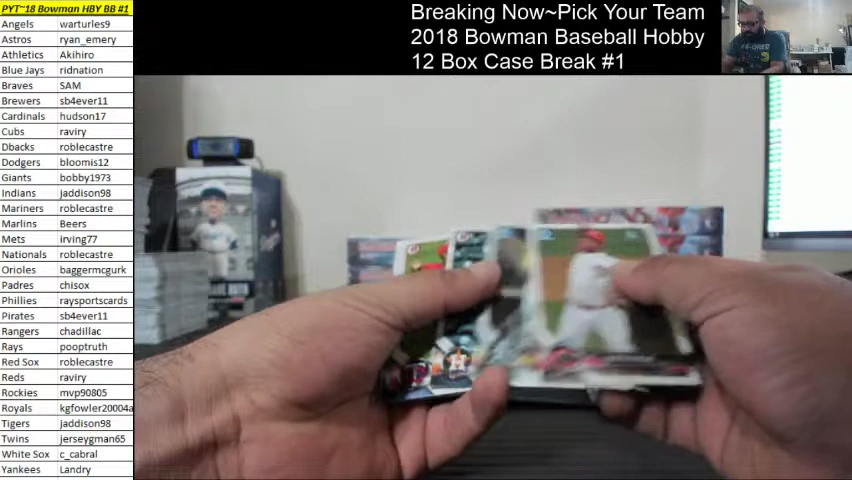 PYT~18 Bowman HBY BB #1
Angels warturles9
Astros ryan_emery
Athletics Akihiro
Blue Jays ridnation
Braves SAM
Brewers sb4ever11
Cardinals hudson17
Cubs raviry
Dbacks roblecastre
Dodgers bloomis12
Giants bobby1973
Indians jaddison98
Mariners roblecastre
Marlins Beers
Mets irving77
Nationals roblecastre
Orioles baggermcgurk
Padres chisox
Phillies raysportscards
Pirates sb4ever11
Rangers chadillac
Rays pooptruth
Red Sox roblecastre
Reds raviry
Rockies mvp90805
Royals kgfowler20004a
Tigers jaddison98
Twins jerseygman65
White Sox c_cabral
Yankees Landry
Breaking Now~Pick Your Team
2018 Bowman Baseball Hobby
12 Box Case Break #1